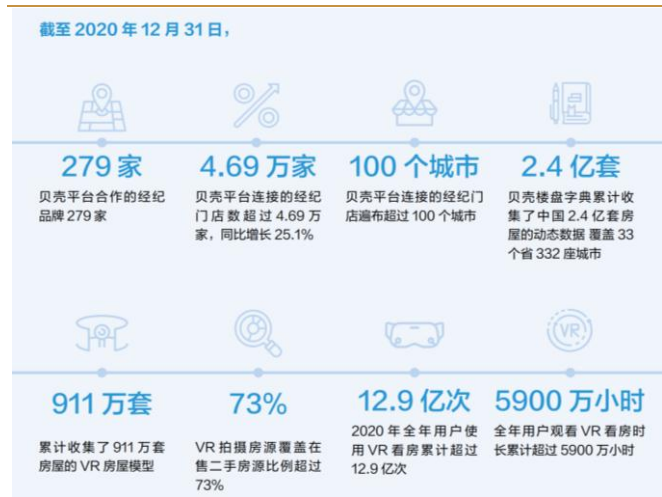 截至 2020 年 12 月 31 日，
279 家
4.69 万家
100 个城市
2.4 亿套
贝壳平台合作的经纪
品牌 279 家
贝壳平台连接的经纪
门店数超过 4.69 万
家，同比增长 25.1%
贝壳平台连接的经纪门
店遍布超过 100 个城市
贝壳楼盘字典累计收
集了中国 2.4 亿套房
屋的动态数据 覆盖 33
个省 332 座城市
VR
911 万套
73%
12.9 亿次
5900 万小时
累计收集了 911 万套
房屋的 VR 房屋模型
VR 拍摄房源覆盖在
售二手房源比例超过
73%
2020 年全年用户使
用 VR 看房累计超过
12.9 亿次
全年用户观看 VR 看房时
长累计超过 5900 万小时